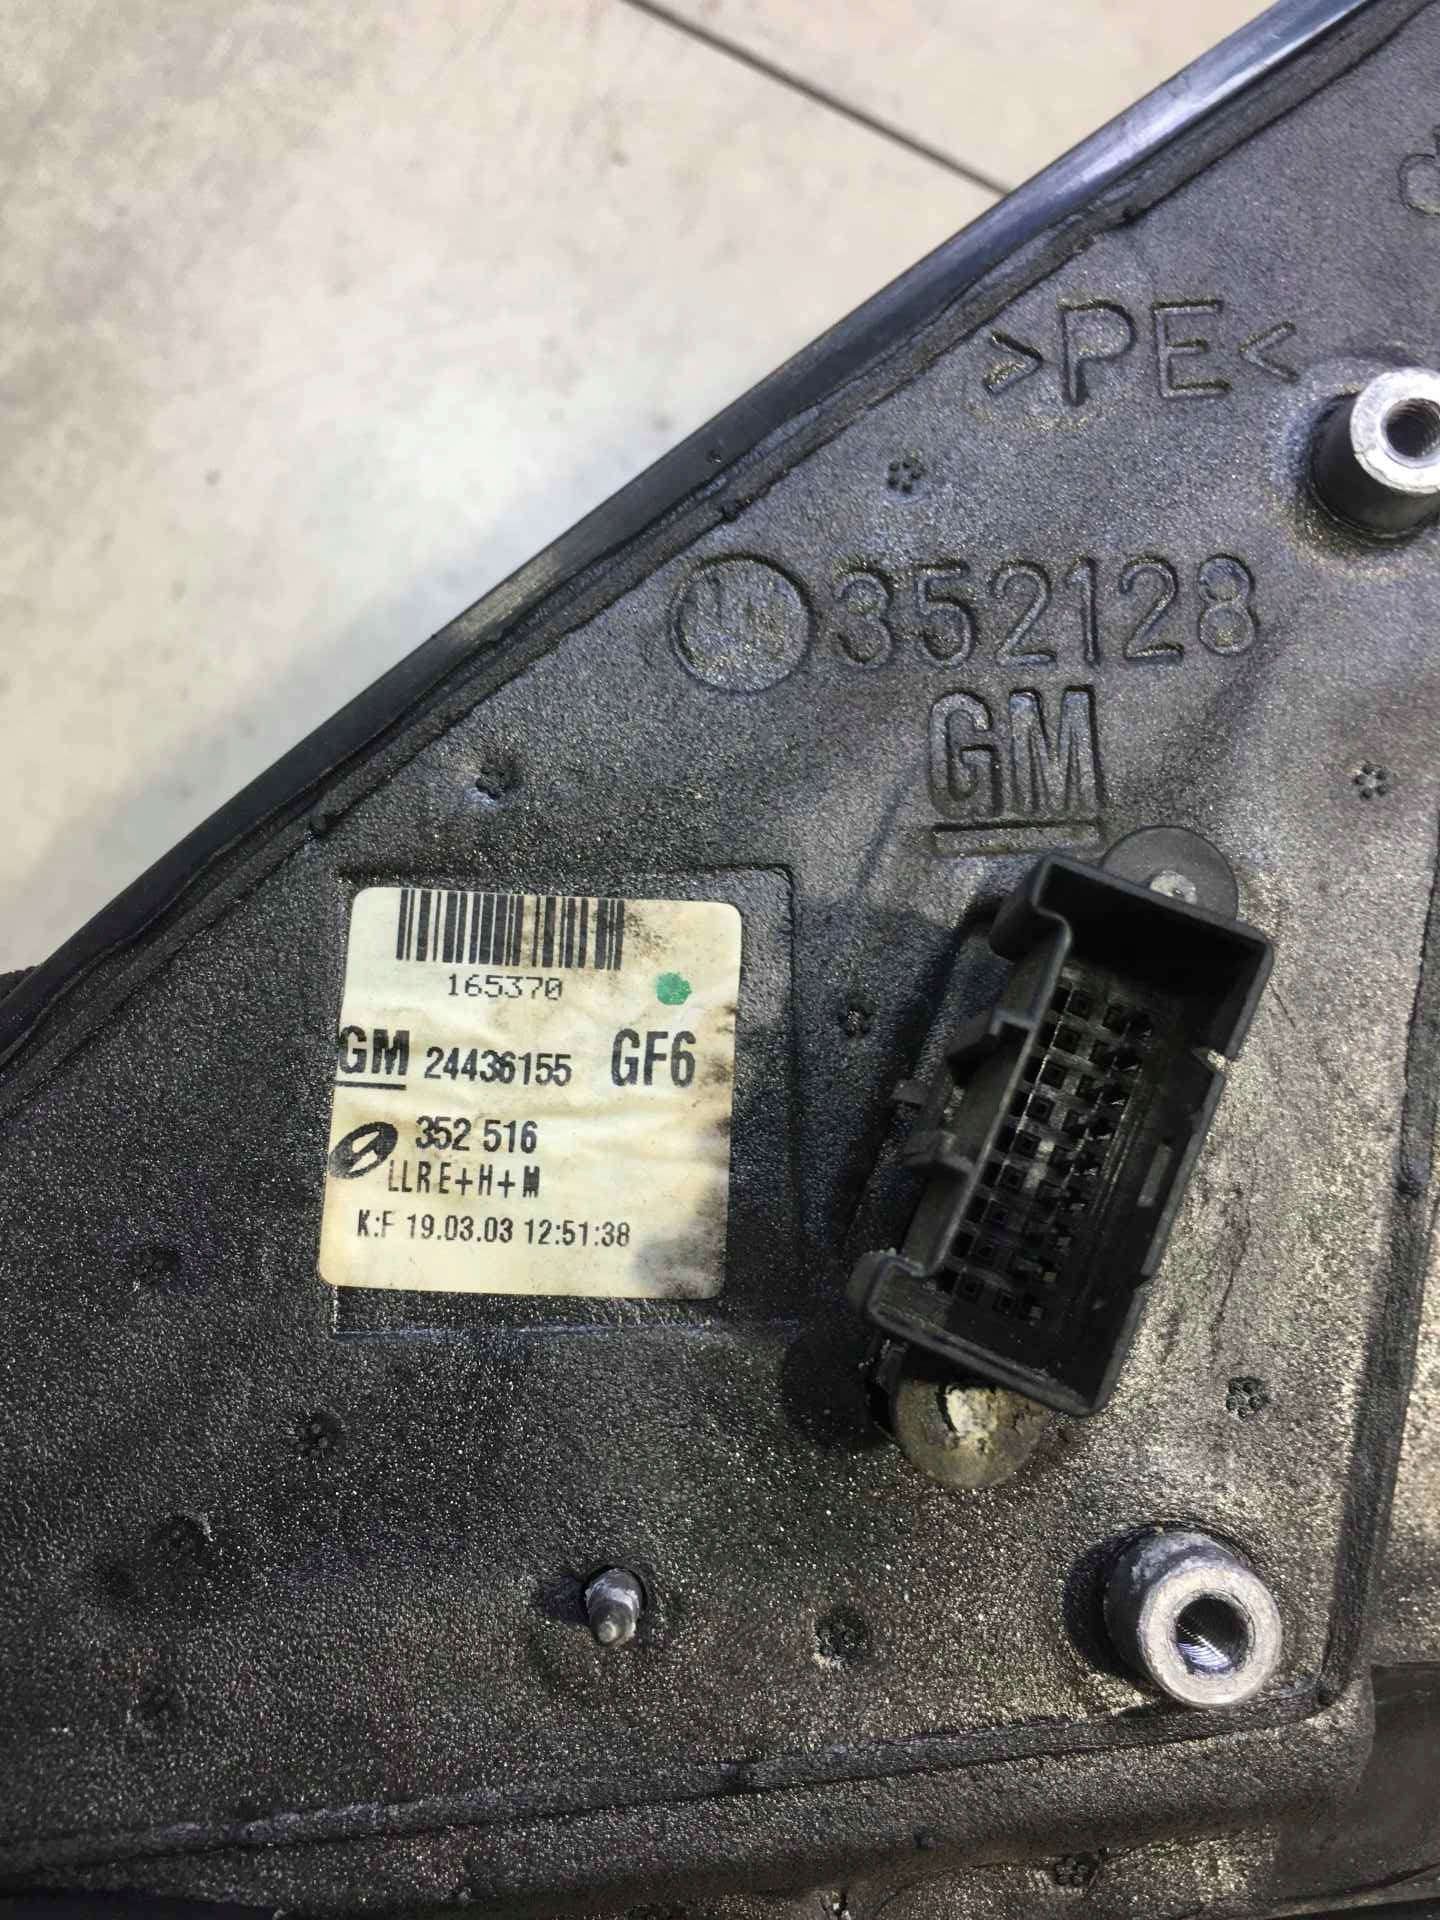 >PE<
352128
GM
165370
GM 24436155 GF6
352 516
LLRE+H+M
K:F 19.03.03 12:51:38